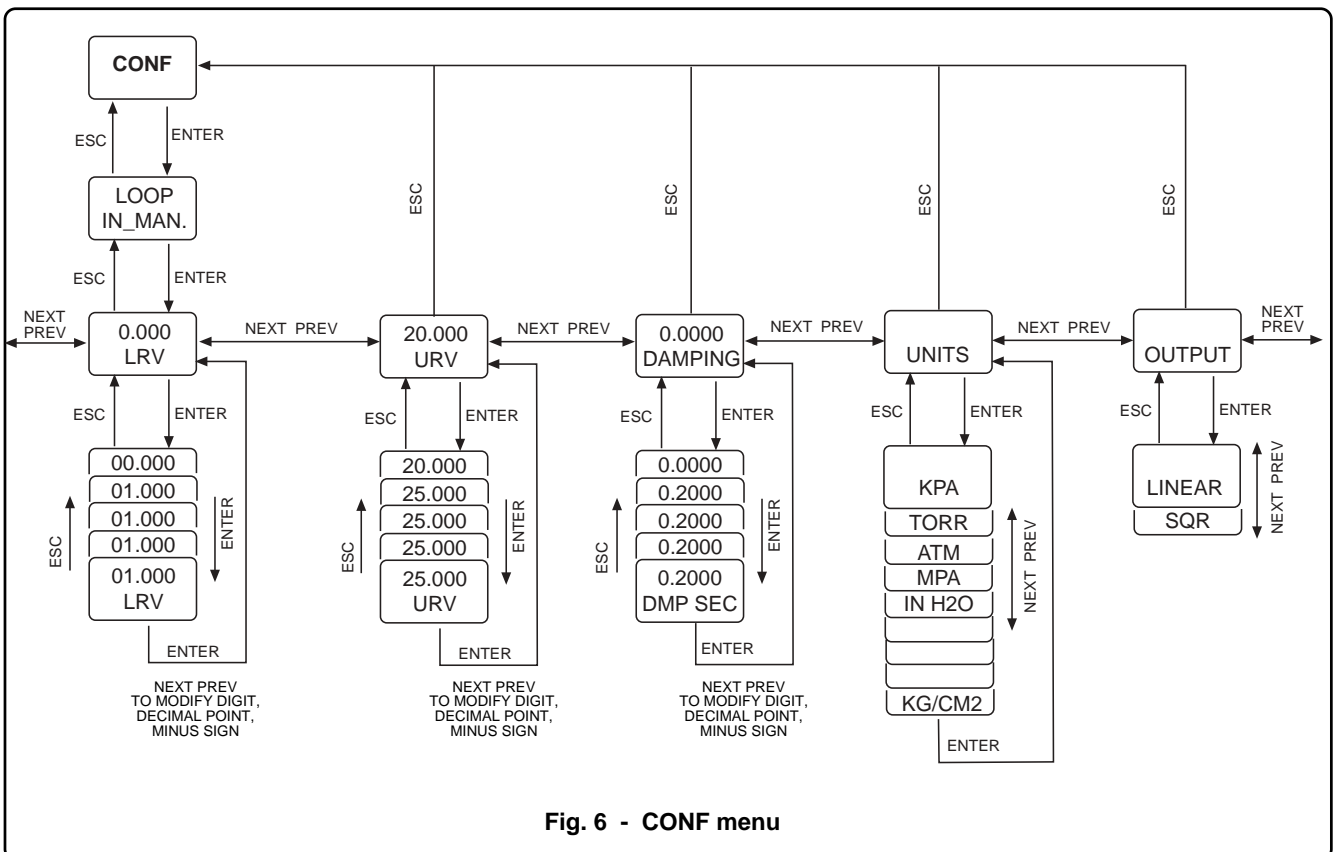 CONF
ESC
ENTER
LOOP
IN_MAN.
ESC
ENTER
ESC
ESC
ESC
ESC
NEXT
PREV
0.000
LRV
NEXT PREV
20.000
URV
NEXT PREV
0.0000
DAMPING
NEXT PREV
UNITS
NEXT PREV
OUTPUT
NEXT
PREV
ESC
ENTER
00.000
01.000
01.000
01.000
01.000
LRV
ESC
ENTER
ENTER
NEXT PREV
TO MODIFY DIGIT,
DECIMAL POINT,
MINUS SIGN
ESC
ENTER
20.000
25.000
25.000
25.000
25.000
URV
ESC
ENTER
ENTER
NEXT PREV
TO MODIFY DIGIT,
DECIMAL POINT,
MINUS SIGN
ESC
ENTER
0.0000
0.2000
0.2000
0.2000
0.2000
DMP SEC
ESC
ENTER
ENTER
NEXT PREV
TO MODIFY DIGIT,
DECIMAL POINT,
MINUS SIGN
ESC
ENTER
KPA
TORR
ATM
MPA
IN H2O
KG/CM2
NEXT PREV
ENTER
ESC
ENTER
LINEAR
SQR
NEXT PREV
Fig. 6 - CONF menu